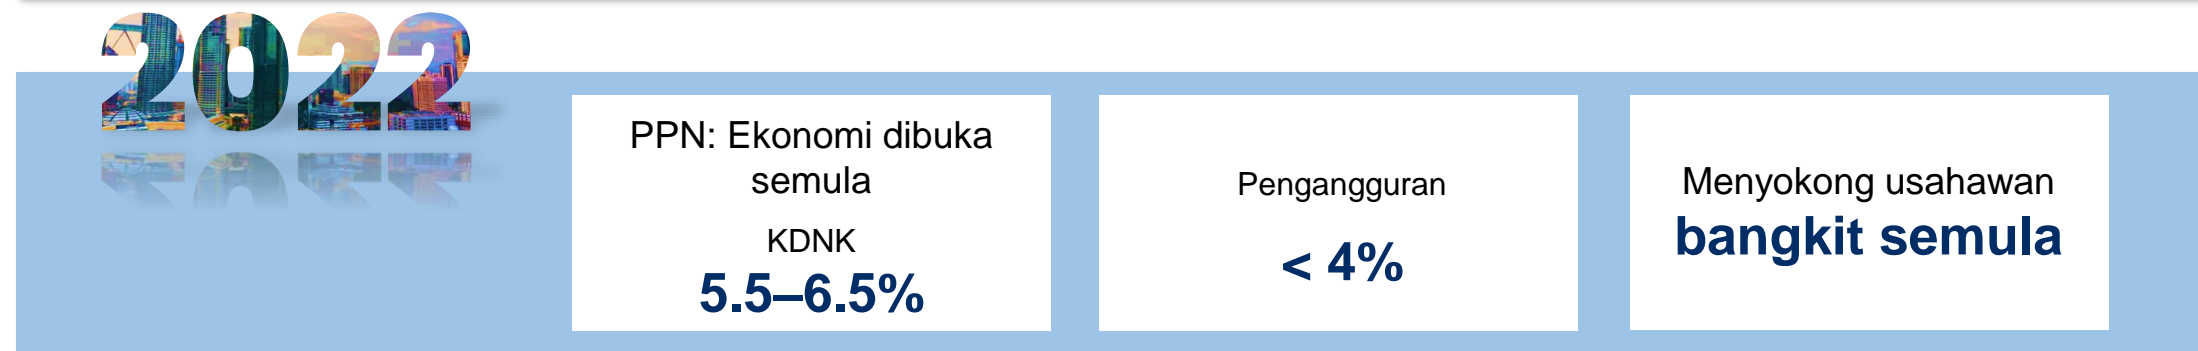 2022
PPN: Ekonomi dibuka
semula
KDNK
5.5–6.5%
Pengangguran
< 4%
Menyokong usahawan
bangkit semula